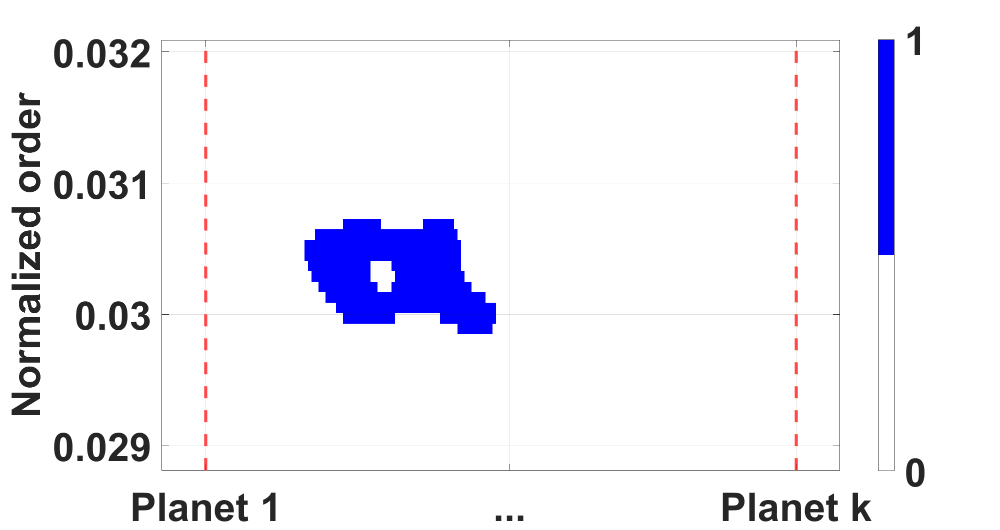 Normalized order
0.032
0.031
0.03
0.029
Planet 1
...
Planet k
1
0